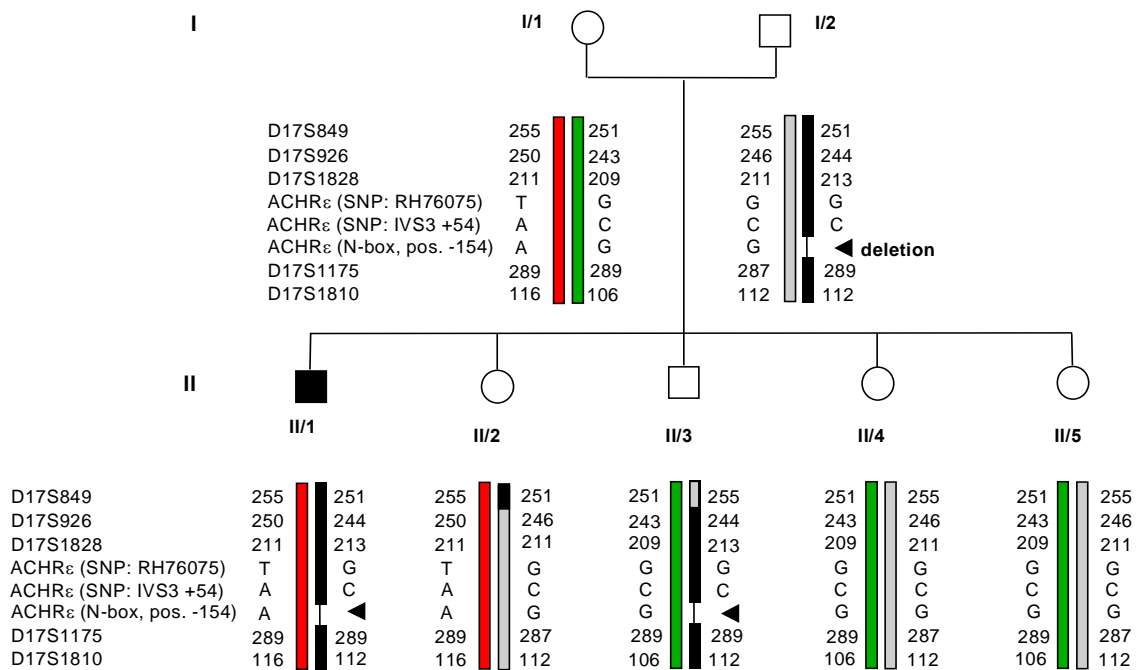 I I/1 I/2
D17S849 255 251 255 251
D17S926 250 243 246 244
D17S1828 211 209 211 213
ACHRε (SNP: RH76075) T G G G
ACHRε (SNP: IVS3 +54) A C C C
ACHRε (N-box, pos. -154) A G G deletion
D17S1175 289 289 287 289
D17S1810 116 106 112 112
II
II/1 II/2 II/3 II/4 II/5
D17S849 255 251 255 251 251 255 251 255 251 255
D17S926 250 244 250 246 243 244 243 246 243 246
D17S1828 211 213 211 211 209 213 209 211 209 211
ACHRε (SNP: RH76075) T G T G G G G G G G
ACHRε (SNP: IVS3 +54) A C A C C C C C C C
ACHRε (N-box, pos. -154) A A G G G G G G
D17S1175 289 289 289 287 289 289 289 287 289 287
D17S1810 116 112 116 112 106 112 106 112 106 112